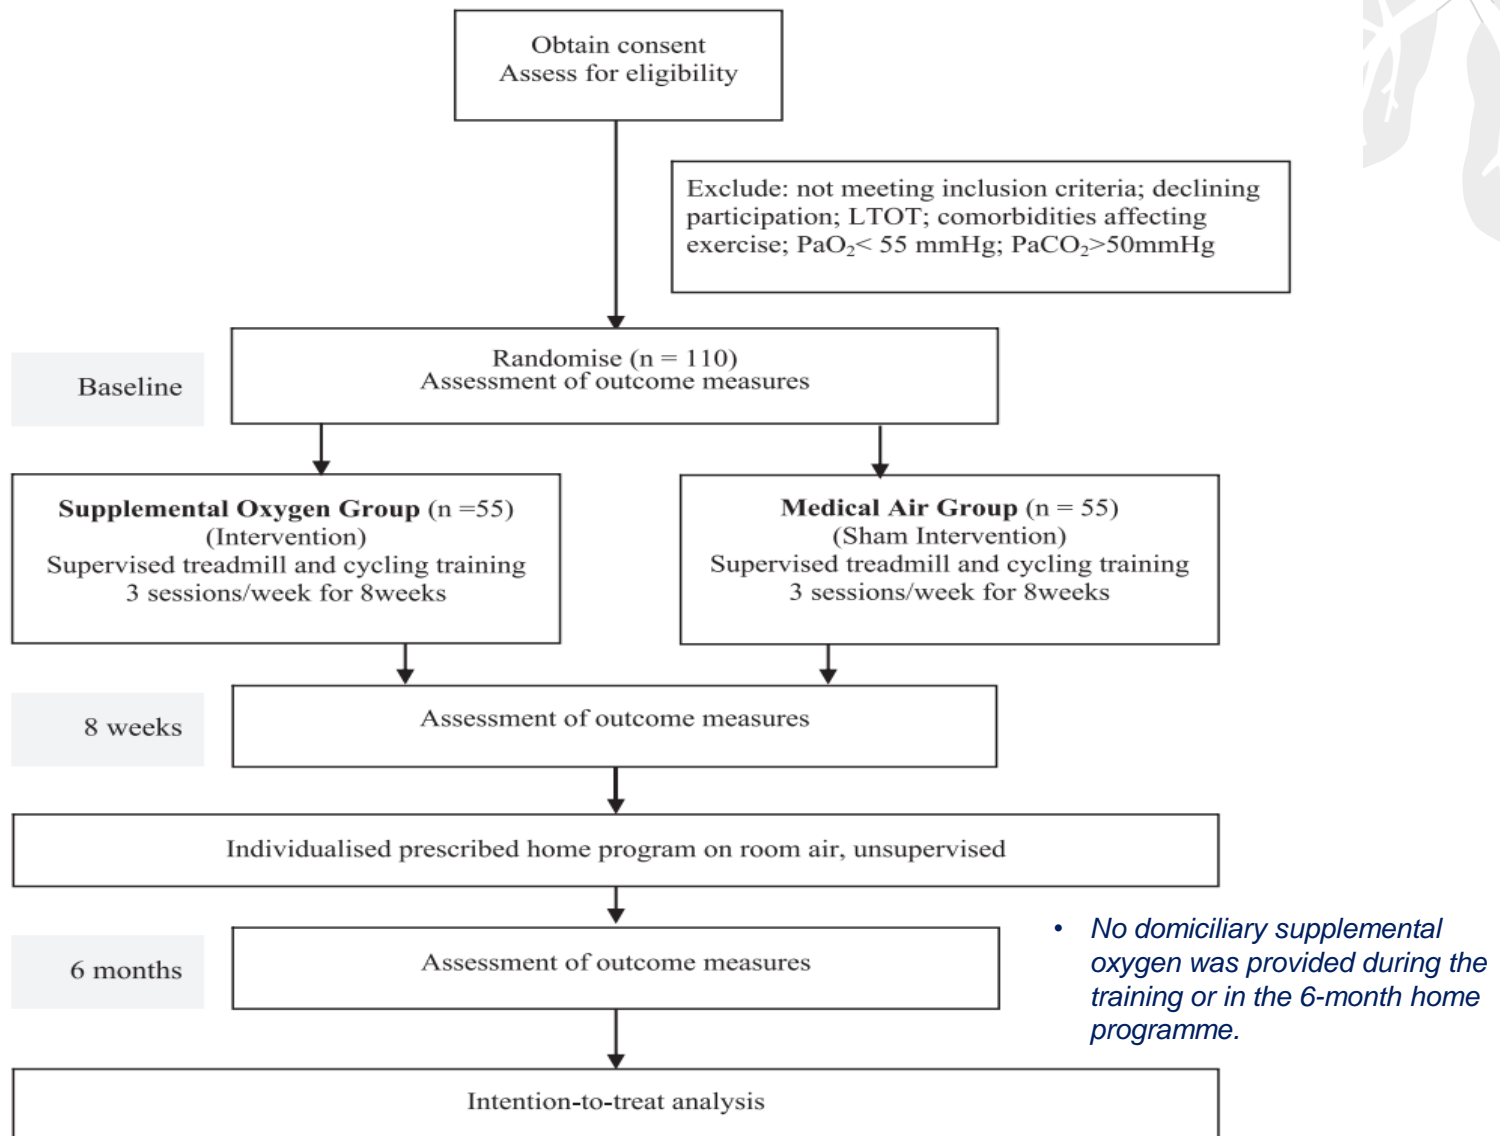 Obtain consent
Assess for eligibility
Exclude: not meeting inclusion criteria; declining
participation; LTOT; comorbidities affecting
exercise; PaO₂< 55 mmHg; PaCO₂>50mmHg
Baseline
Randomise (n = 110)
Assessment of outcome measures
Supplemental Oxygen Group (n =55)
(Intervention)
Supervised treadmill and cycling training
3 sessions/week for 8weeks
Medical Air Group (n = 55)
(Sham Intervention)
Supervised treadmill and cycling training
3 sessions/week for 8weeks
8 weeks
Assessment of outcome measures
Individualised prescribed home program on room air, unsupervised
6 months
Assessment of outcome measures
• No domiciliary supplemental
oxygen was provided during the
training or in the 6-month home
programme.
Intention-to-treat analysis